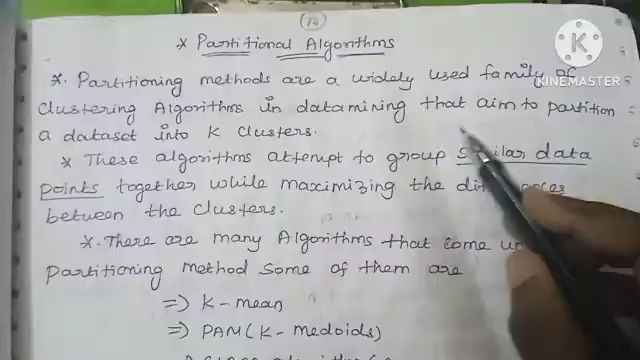 16
* Partitional Algorithms
KINEMASTER
*. Partitioning methods are a widely used family of
clustering Algorithms in datamining that aim to partition
a dataset into K clusters.
* These algorithms attempt to group similar data
points together while maximizing the
between the clusters.
*. There are many Algorithms that come
partitioning method some of them are
=> K-mean
=> PAM (K-medoids)